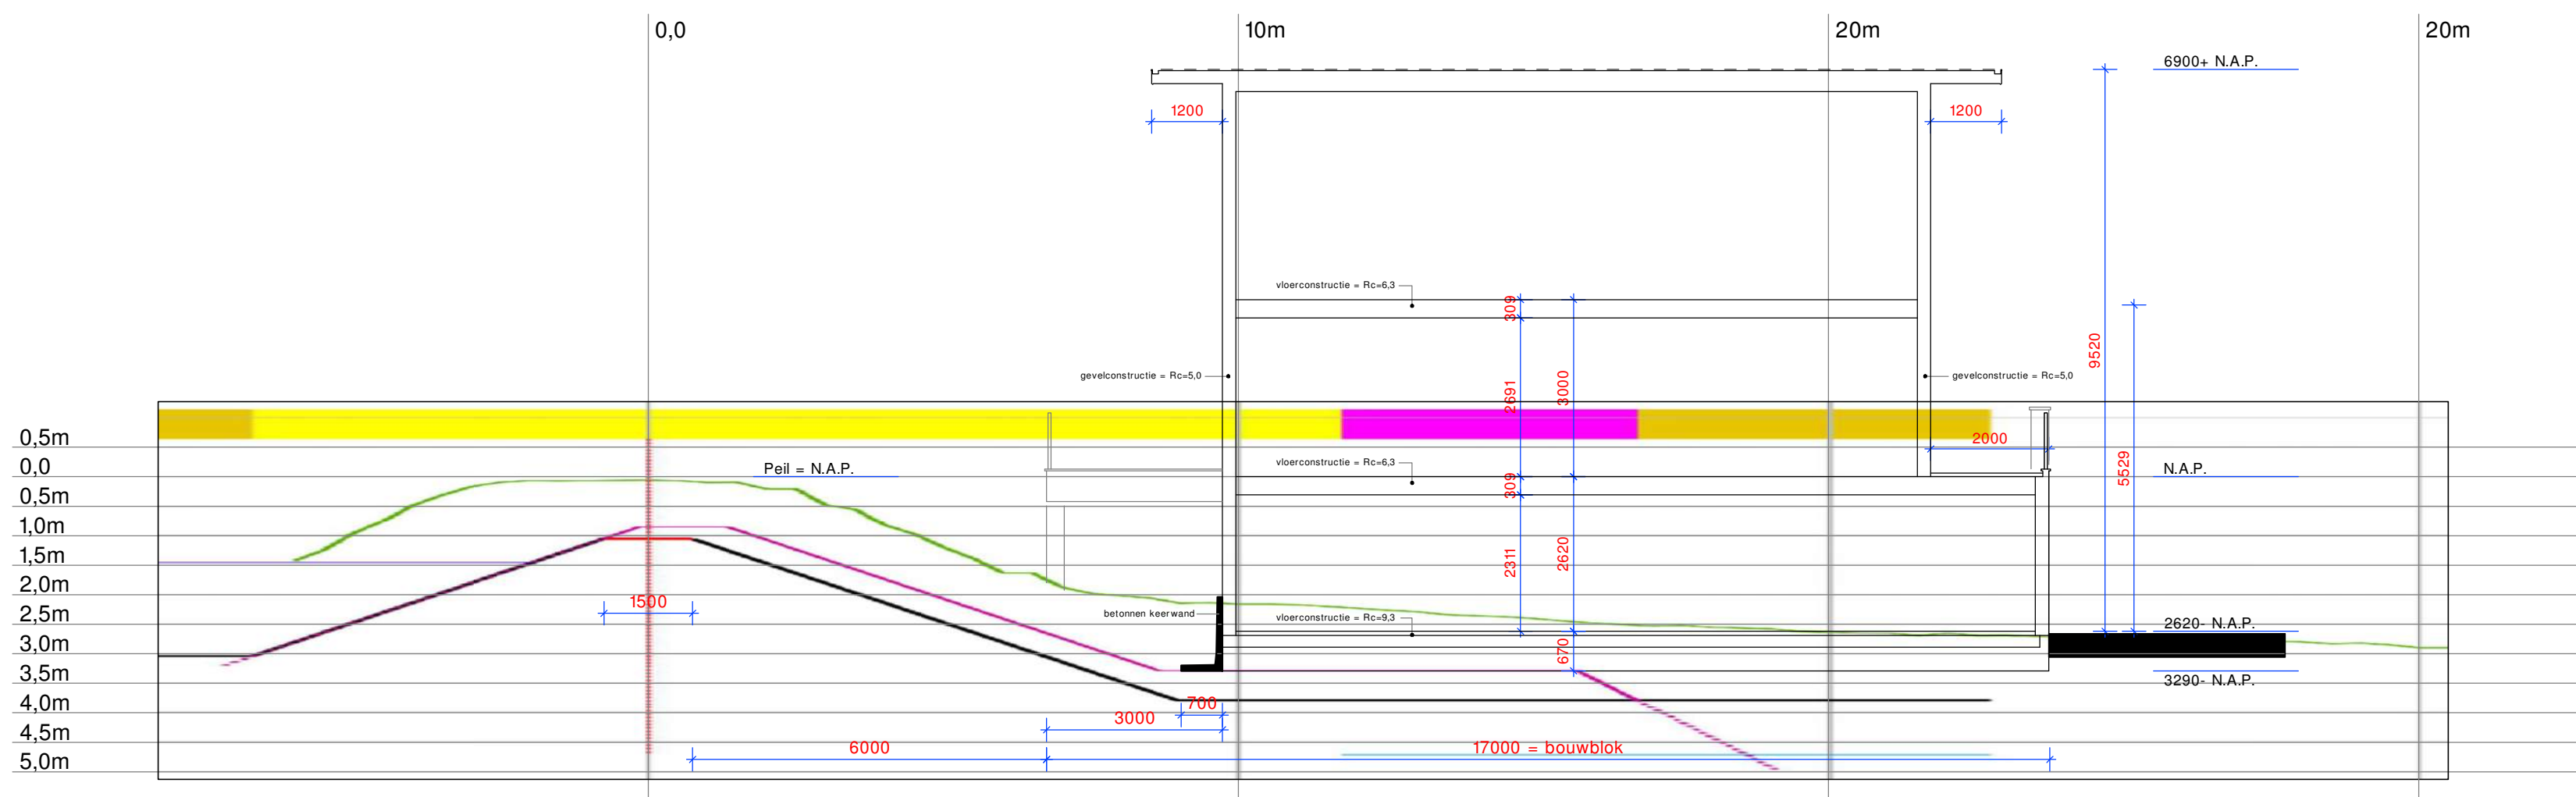 0,0
10m
20m
20m
6900+ N.A.P.
1200
1200
vloerconstructie = Rc=6,3
309
9520
gevelconstructie = Rc=5,0
gevelconstructie = Rc=5,0
2691
3000
0,5m
2000
0,0
Peil = N.A.P.
vloerconstructie = Rc=6,3
N.A.P.
5529
0,5m
309
1,0m
1,5m
2311
2620
2,0m
1500
2,5m
betonnen keerwand
vloerconstructie = Rc=9,3
2620- N.A.P.
3,0m
670
3,5m
3290- N.A.P.
4,0m
700
3000
4,5m
6000
17000 = bouwblok
5,0m